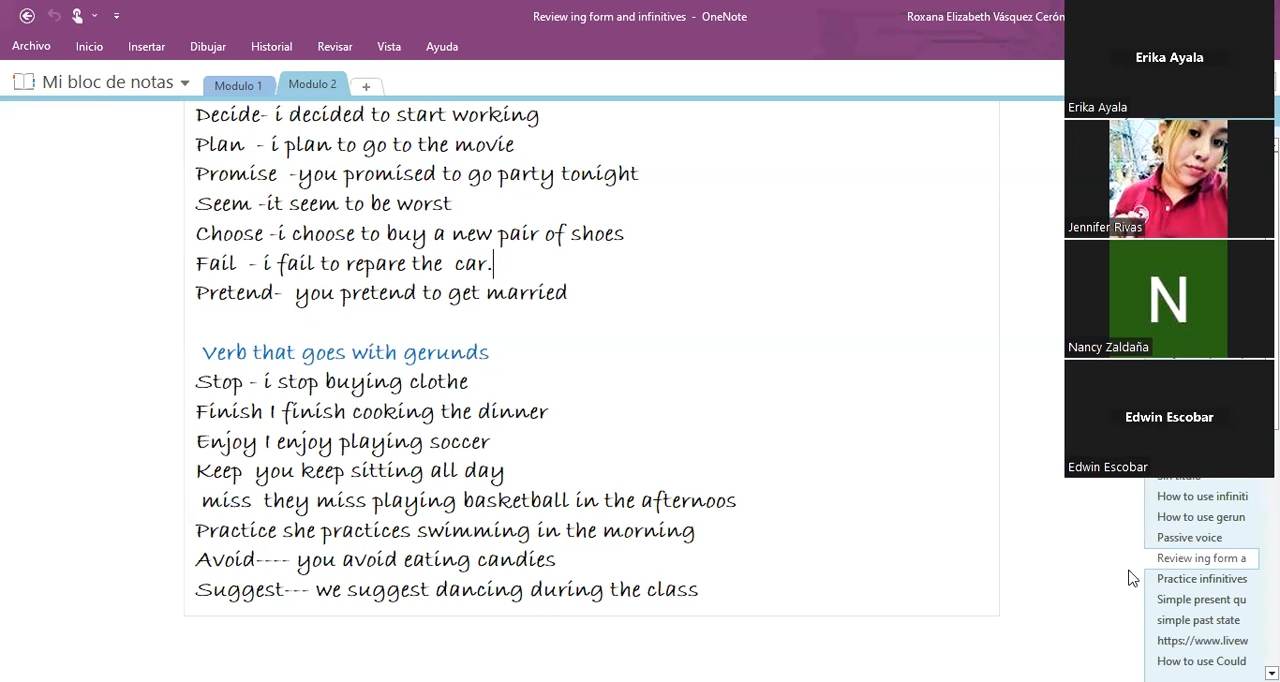 Review ing form and infinitives - OneNote
Roxana Elizabeth Vásquez Cerón
Archivo Inicio Insertar Dibujar Historial Revisar Vista Ayuda
Mi bloc de notas Modulo 1 Modulo 2 +
Decide- i decided to start working
Plan - i plan to go to the movie
Promise -you promised to go party tonight
Seem -it seem to be worst
Choose -i choose to buy a new pair of shoes
Fail - i fail to repare the car.
Pretend- you pretend to get married
Verb that goes with gerunds
Stop - i stop buying clothe
Finish I finish cooking the dinner
Enjoy I enjoy playing soccer
Keep you keep sitting all day
miss they miss playing basketball in the afternoos
Practice she practices swimming in the morning
Avoid---- you avoid eating candies
Suggest--- we suggest dancing during the class
Erika Ayala
Erika Ayala
Jennifer Rivas
N
Nancy Zaldaña
Edwin Escobar
Edwin Escobar
How to use infiniti
How to use gerun
Passive voice
Review ing form a
Practice infinitives
Simple present qu
simple past state
https://www.livew
How to use Could